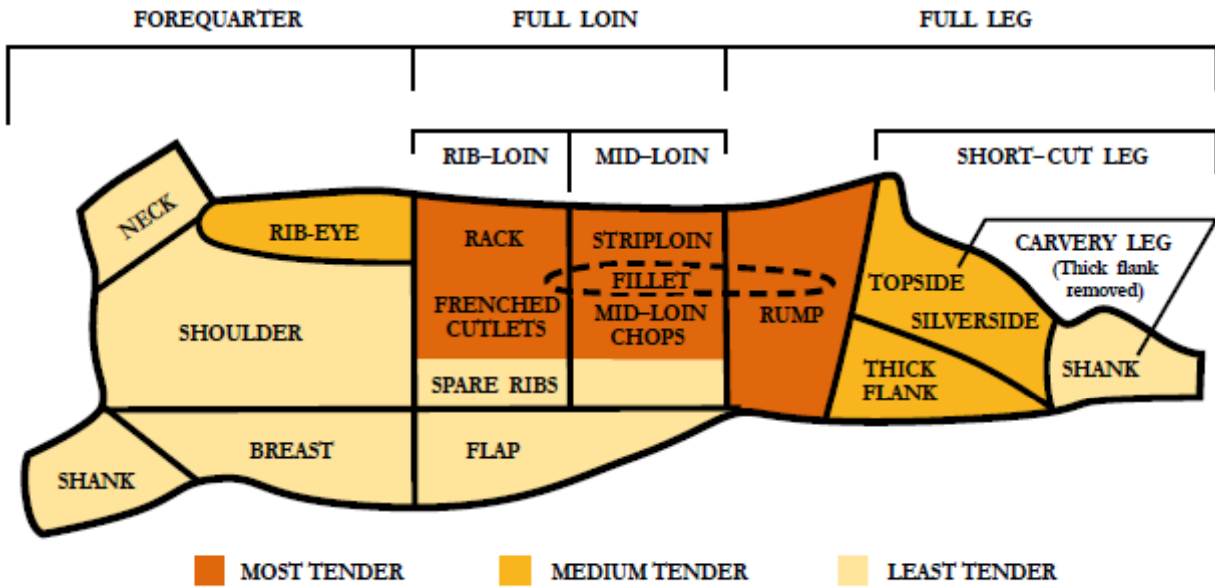 FOREQUARTER
FULL LOIN
FULL LEG
RIB–LOIN
MID–LOIN
SHORT–CUT LEG
NECK
RIB-EYE
RACK
STRIPLOIN
CARVERY LEG
(Thick flank
removed)
FILLET
TOPSIDE
FRENCHED
CUTLETS
MID–LOIN
CHOPS
RUMP
SILVERSIDE
SHOULDER
THICK
FLANK
SHANK
SPARE RIBS
BREAST
FLAP
SHANK
MOST TENDER
MEDIUM TENDER
LEAST TENDER